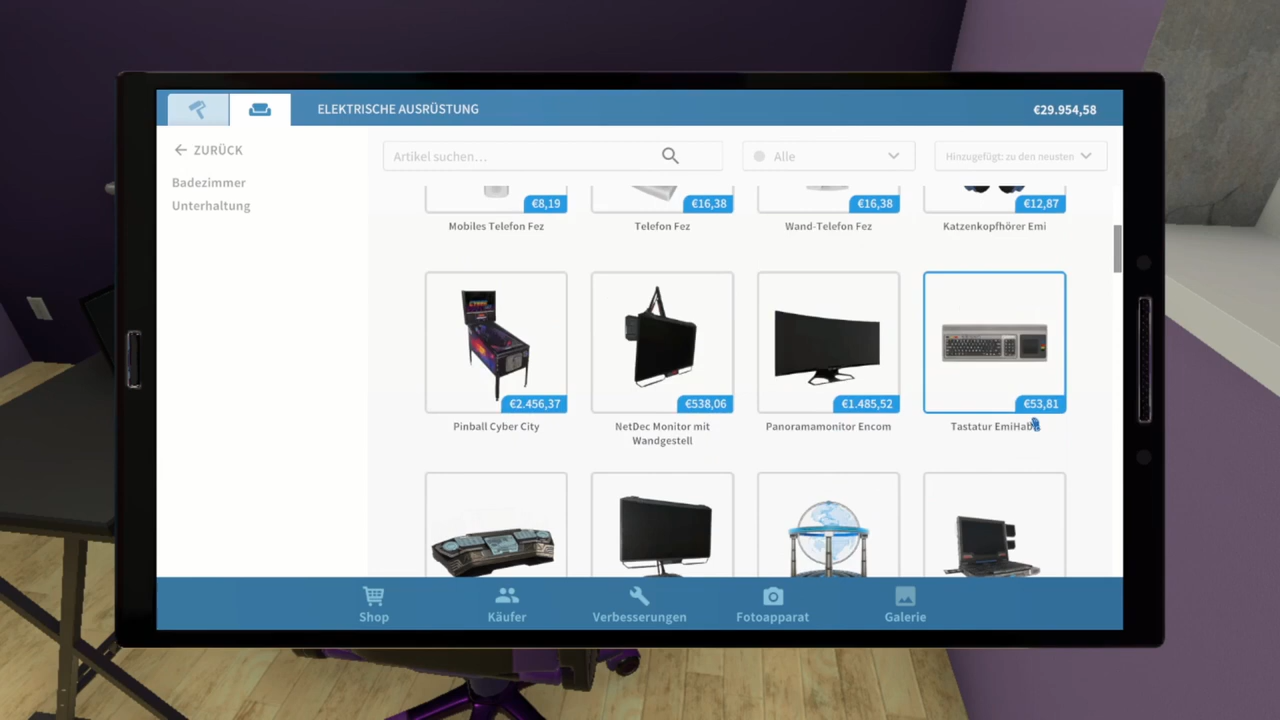 ELEKTRISCHE AUSRÜSTUNG
€29.954,58
ZURÜCK
Badezimmer
Unterhaltung
Artikel suchen...
Alle
Hinzugefügt: zu den neusten
€8,19
€16,38
€16,38
€12,87
Mobiles Telefon Fez
Telefon Fez
Wand-Telefon Fez
Katzenkopfhörer Emi
€2.456,37
€538,06
€1.485,52
€53,81
Pinball Cyber City
NetDec Monitor mit
Wandgestell
Panoramamonitor Encom
Tastatur
Shop
Käufer
Verbesserungen
Fotoapparat
Galerie